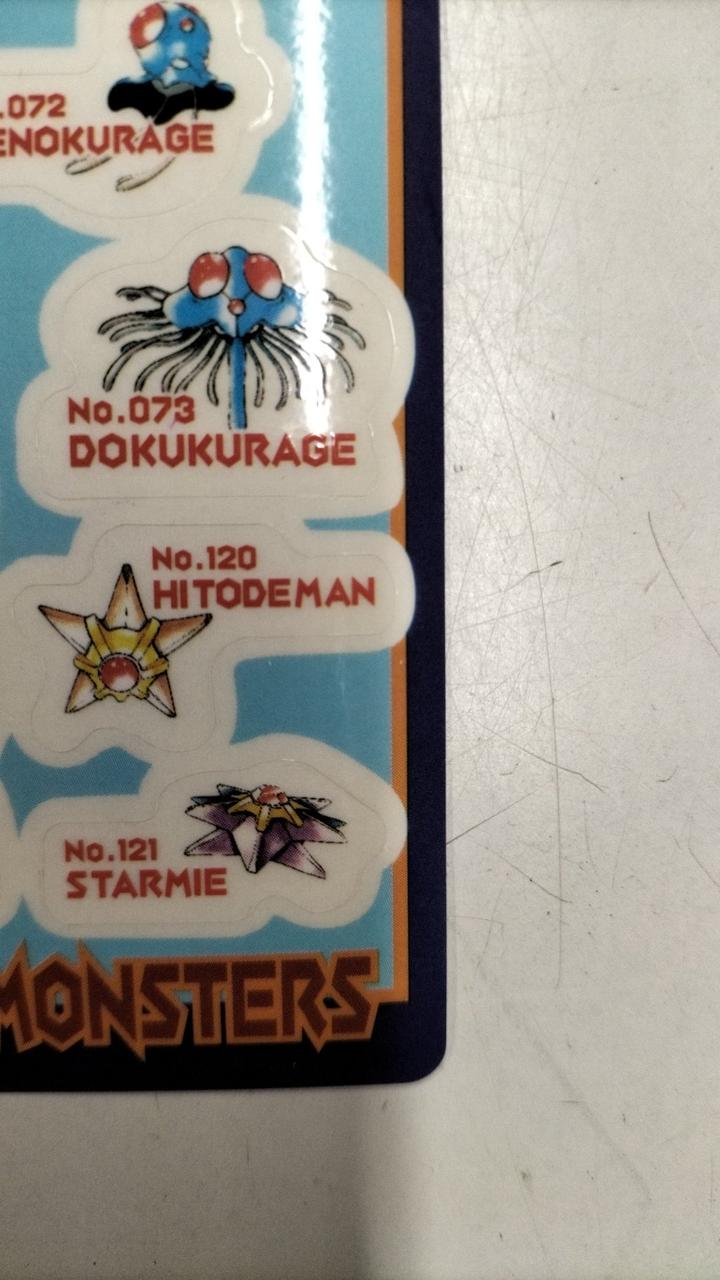 .072
ENOKURAGE
No.073
DOKUKURAGE
No.120
HITODEMAN
No.121
STARMIE
MONSTERS